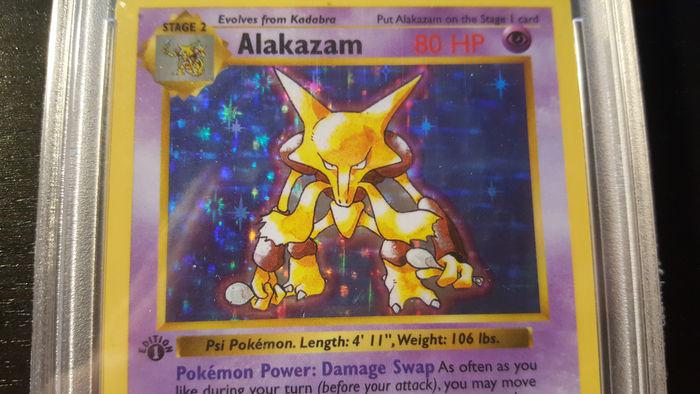 Evolves from Kadabra Put Alakazam on the Stage 1 card
STAGE 2
Alakazam 80 HP
Psi Pokémon. Length: 4' 11", Weight: 106 lbs.
EDITION
1
Pokémon Power: Damage Swap As often as you
like during your turn (before your attack), you may move